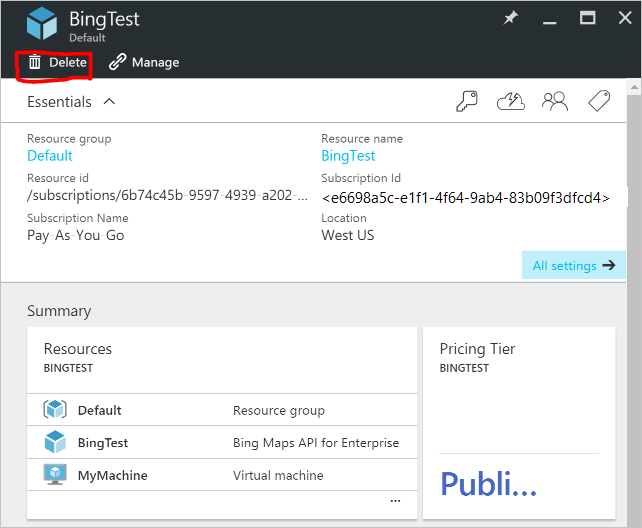 BingTest
Default
Delete Manage
Essentials
Resource group Resource name
Default BingTest
Resource id Subscription Id
/subscriptions/6b74c45b-9597-4939-a202-... <e6698a5c-e1f1-4f64-9ab4-83b09f3dfcd4>
Subscription Name Location
Pay-As-You-Go West US
All settings
Summary
Resources Pricing Tier
BINGTEST BINGTEST
Default Resource group
BingTest Bing Maps API for Enterprise
MyMachine Virtual machine
Publi...
...